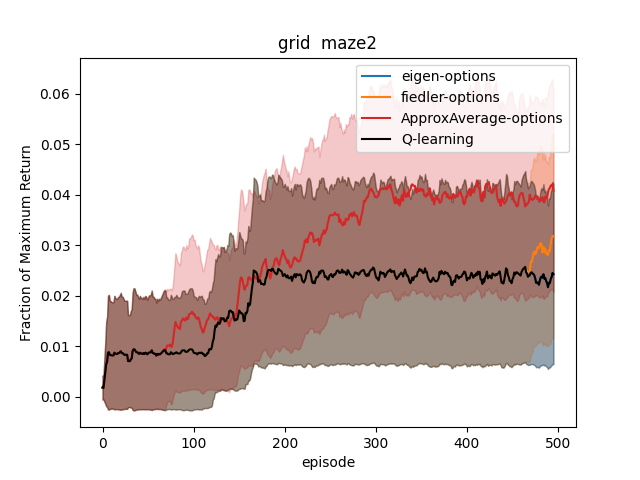 grid maze2
eigen-options
fiedler-options
ApproxAverage-options
Q-learning
Fraction of Maximum Return
0.06
0.05
0.04
0.03
0.02
0.01
0.00
0 100 200 300 400 500
episode